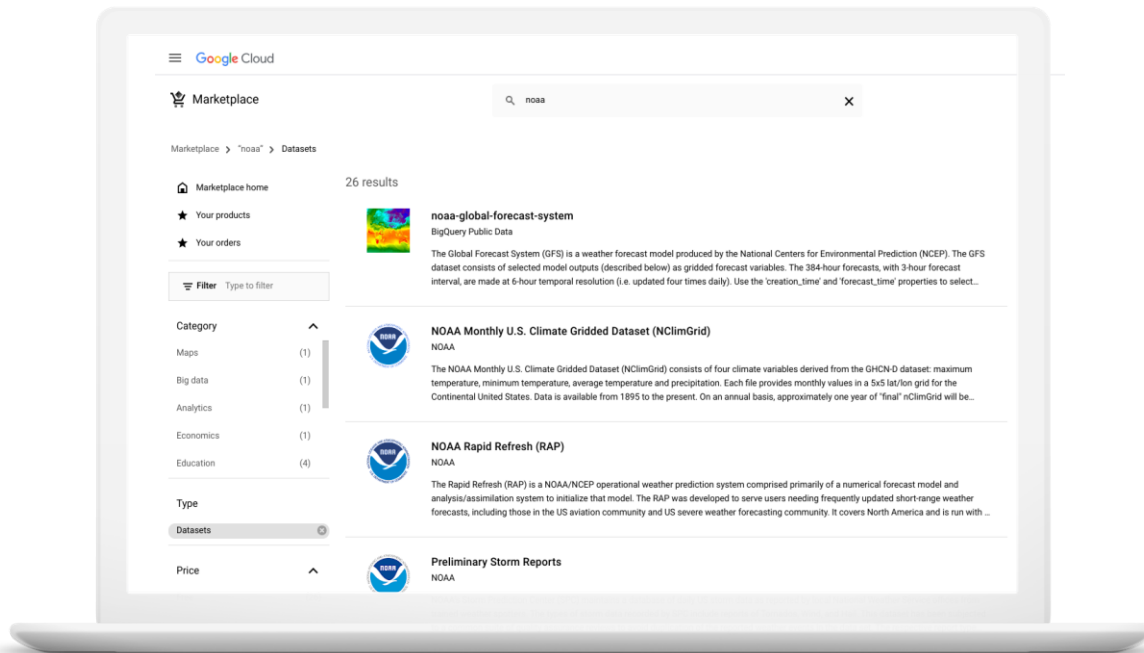 Google Cloud
Marketplace
noaa
Marketplace > "noaa" > Datasets
Marketplace home
Your products
Your orders
Filter Type to filter
Category
Maps (1)
Big data (1)
Analytics (1)
Economics (1)
Education (4)
Type
Datasets
Price
26 results
noaa-global-forecast-system
BigQuery Public Data
The Global Forecast System (GFS) is a weather forecast model produced by the National Centers for Environmental Prediction (NCEP). The GFS
dataset consists of selected model outputs (described below) as gridded forecast variables. The 384-hour forecasts, with 3-hour forecast
interval, are made at 6-hour temporal resolution (i.e. updated four times daily). Use the 'creation_time' and 'forecast_time' properties to select...
NOAA
NOAA Monthly U.S. Climate Gridded Dataset (NClimGrid)
NOAA
The NOAA Monthly U.S. Climate Gridded Dataset (NClimGrid) consists of four climate variables derived from the GHCN-D dataset: maximum
temperature, minimum temperature, average temperature and precipitation. Each file provides monthly values in a 5x5 lat/lon grid for the
Continental United States. Data is available from 1895 to the present. On an annual basis, approximately one year of "final" nClimGrid will be...
NOAA
NOAA Rapid Refresh (RAP)
NOAA
The Rapid Refresh (RAP) is a NOAA/NCEP operational weather prediction system comprised primarily of a numerical forecast model and
analysis/assimilation system to initialize that model. The RAP was developed to serve users needing frequently updated short-range weather
forecasts, including those in the US aviation community and US severe weather forecasting community. It covers North America and is run with ...
NOAA
Preliminary Storm Reports
NOAA